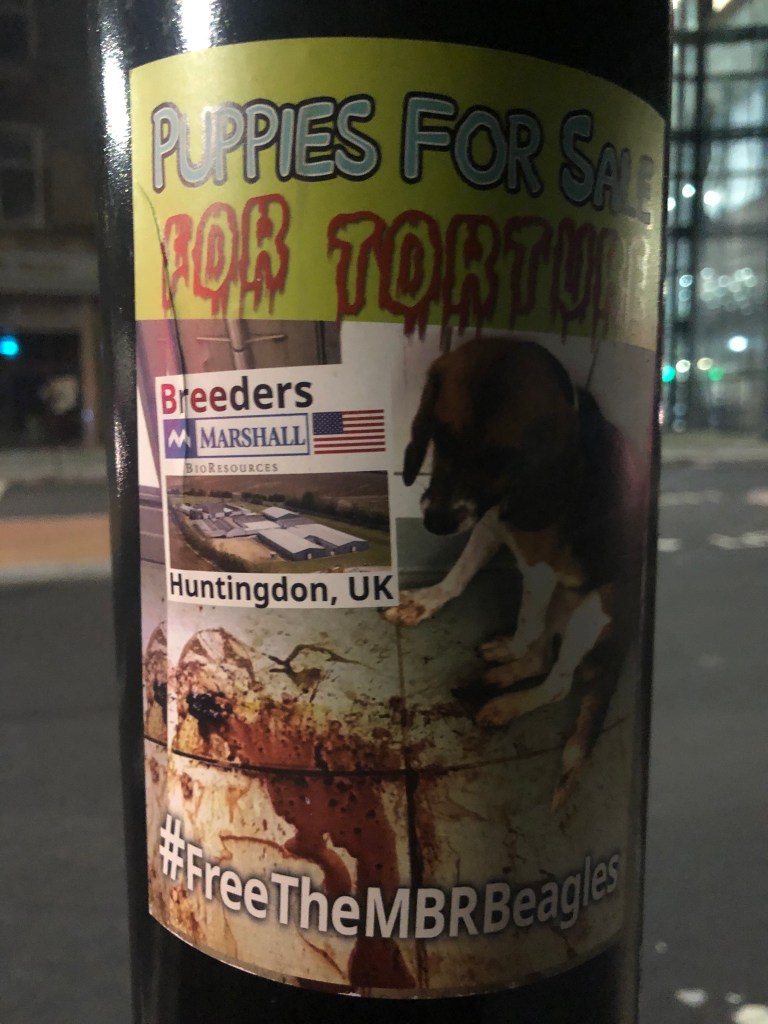 PUPPIES FOR SALE
FOR TORTURE
Breeders
MARSHALL
BIORESOURCES
Huntingdon, UK
#FreeTheMBRBeagles